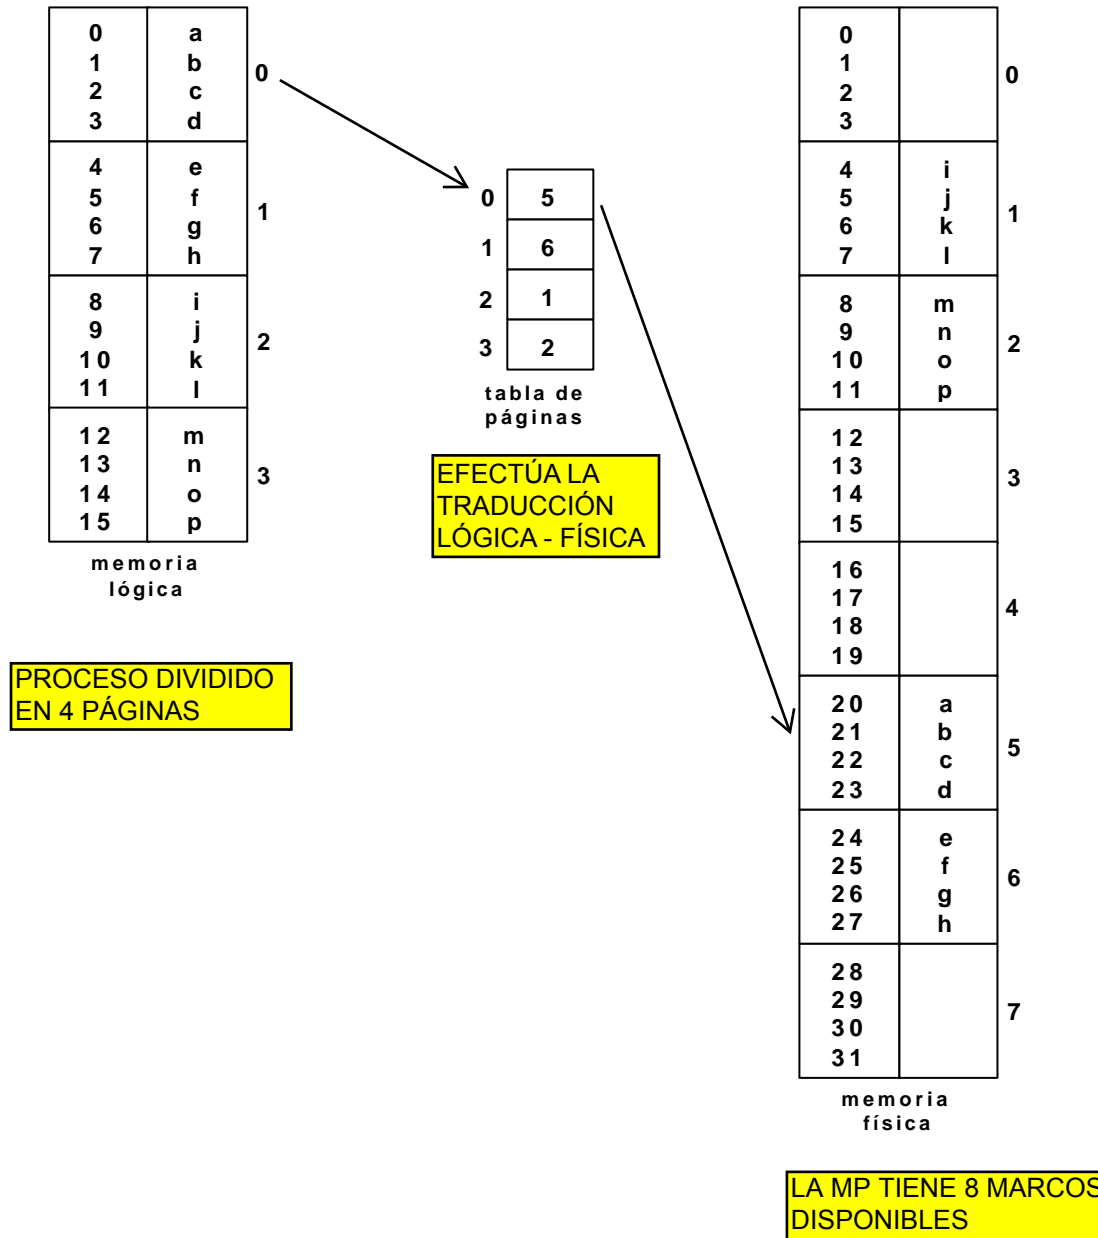 0 a
1 b
2 c
3 d
0
4 e
5 f
6 g
7 h
1
8 i
9 j
10 k
11 l
2
12 m
13 n
14 o
15 p
3
memoria
lógica
PROCESO DIVIDIDO
EN 4 PÁGINAS
0 5
1 6
2 1
3 2
tabla de
páginas
EFECTÚA LA
TRADUCCIÓN
LÓGICA - FÍSICA
0
1
2
3
0
4 i
5 j
6 k
7 l
1
8 m
9 n
10 o
11 p
2
12
13
14
15
3
16
17
18
19
4
20 a
21 b
22 c
23 d
5
24 e
25 f
26 g
27 h
6
28
29
30
31
7
memoria
física
LA MP TIENE 8 MARCOS
DISPONIBLES